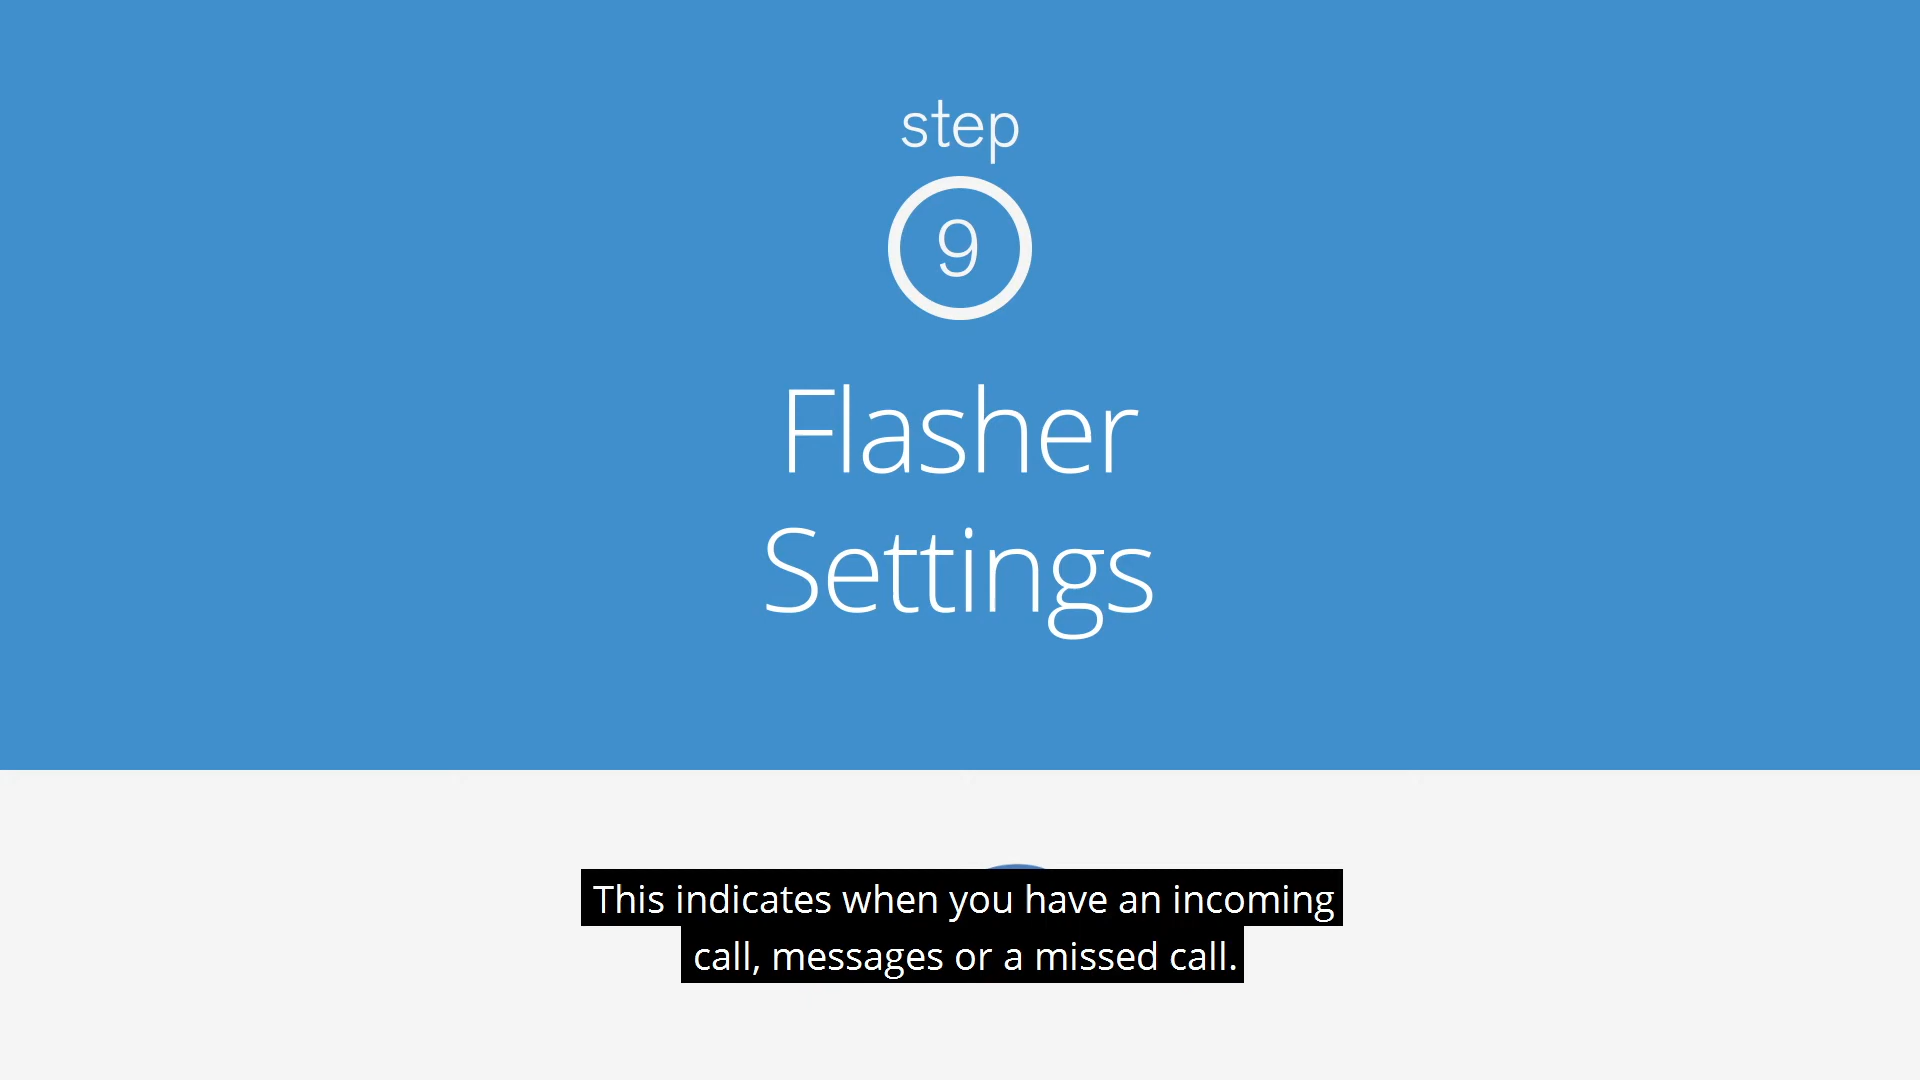 step
9
Flasher
Settings
This indicates when you have an incoming
call, messages or a missed call.